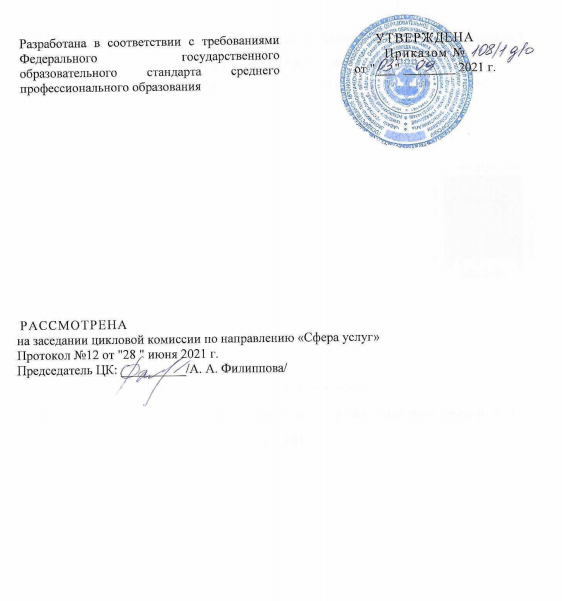 Разработана в соответствии с требованиями
Федерального государственного
образовательного стандарта среднего
профессионального образования
УТВЕРЖДЕНА
Приказом № 108/1 д/о
от "03" 09 2021 г.
РАССМОТРЕНА
на заседании цикловой комиссии по направлению «Сфера услуг»
Протокол №12 от "28 " июня 2021 г.
Председатель ЦК: /А. А. Филиппова/